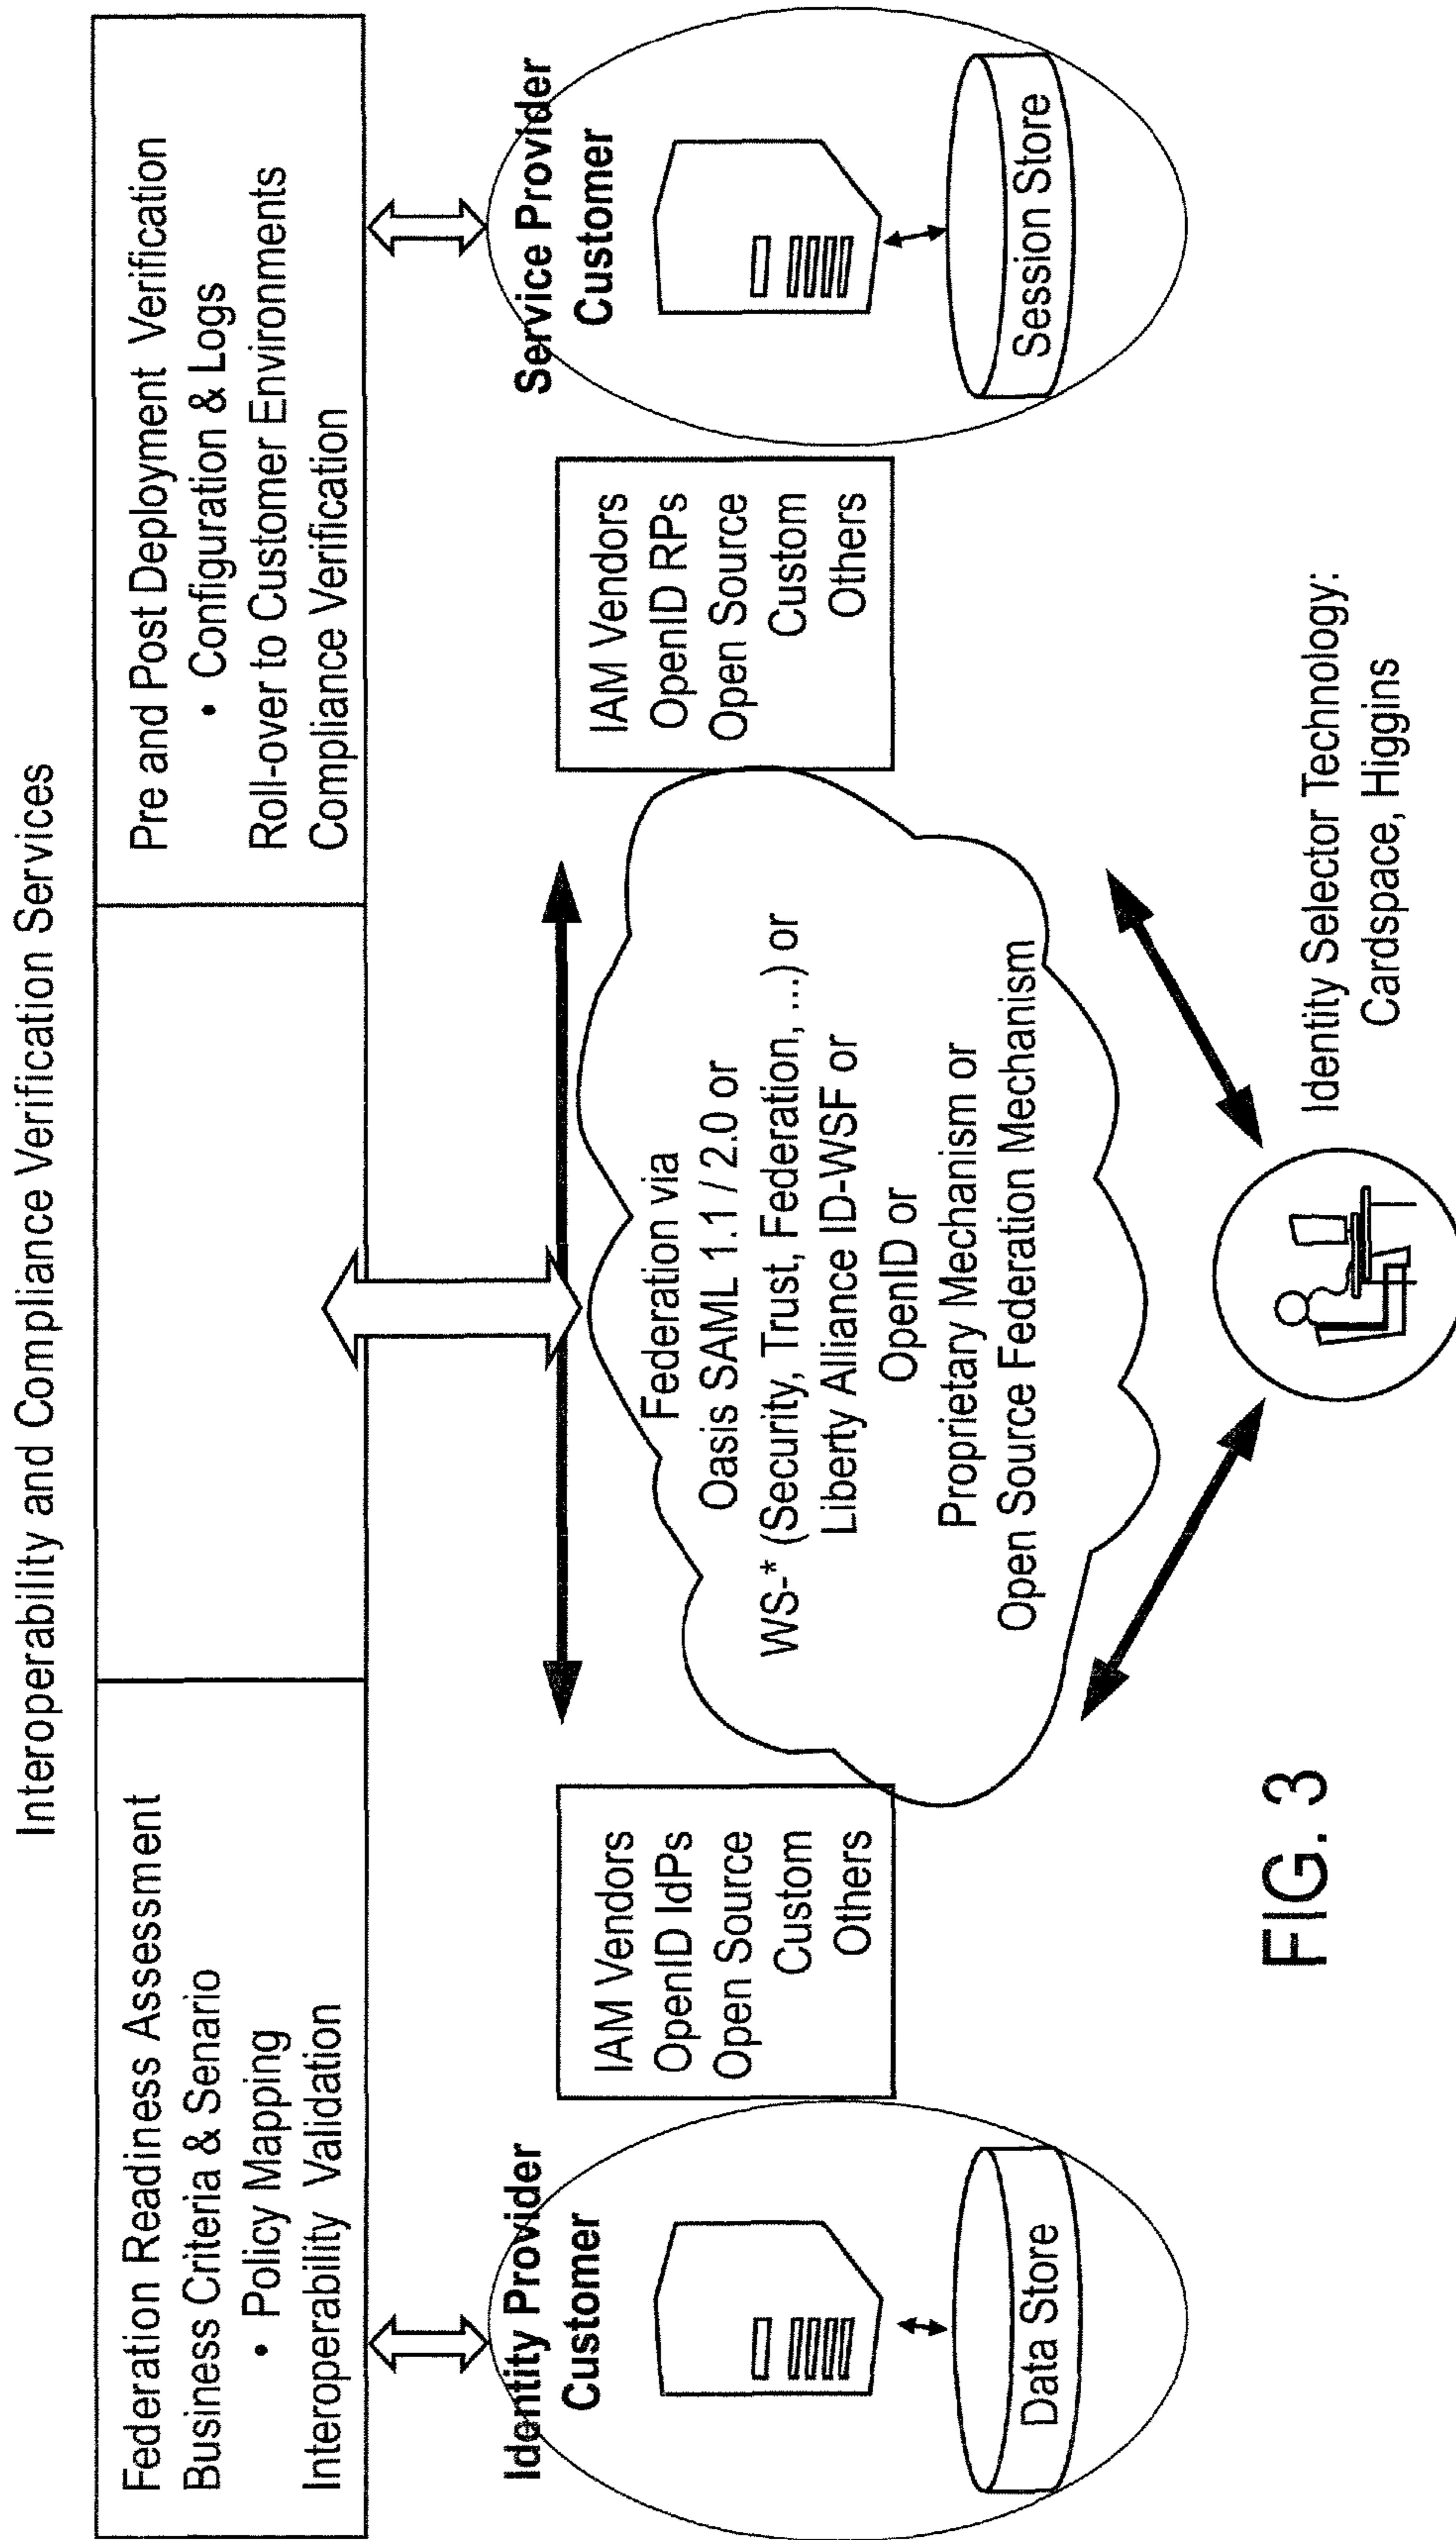 Interoperability and Compliance Verification Services
Federation Readiness Assessment
Business Criteria & Senario
• Policy Mapping
Interoperability Validation
Pre and Post Deployment Verification
• Configuration & Logs
Roll-over to Customer Environments
Compliance Verification
Identity Provider
Customer
Data Store
IAM Vendors
OpenID IdPs
Open Source
Custom
Others
Federation via
Oasis SAML 1.1 / 2.0 or
WS-* (Security, Trust, Federation, ...) or
Liberty Alliance ID-WSF or
OpenID or
Proprietary Mechanism or
Open Source Federation Mechanism
IAM Vendors
OpenID RPs
Open Source
Custom
Others
Service Provider
Customer
Session Store
Identity Selector Technology:
Cardspace, Higgins
FIG. 3